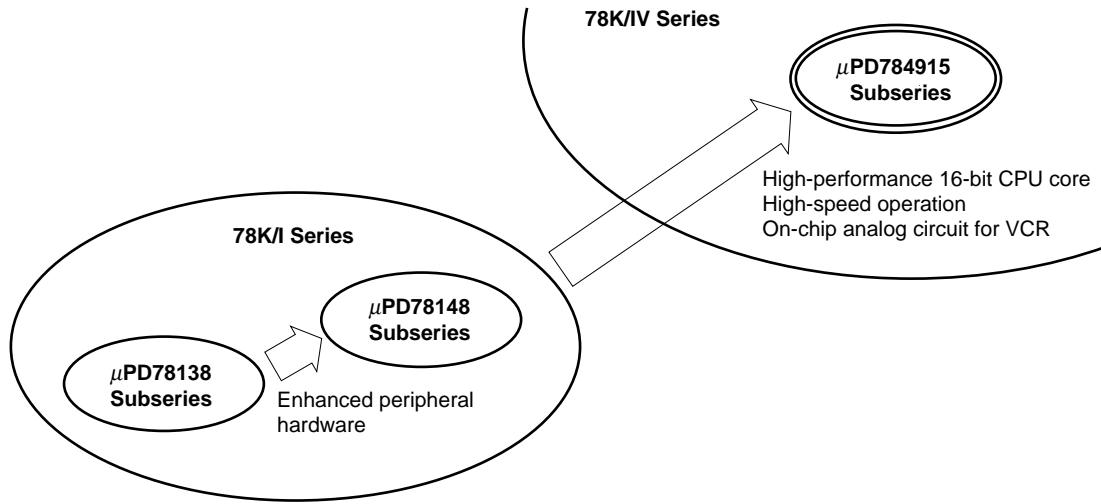 78K/IV Series
μPD784915
Subseries
High-performance 16-bit CPU core
High-speed operation
On-chip analog circuit for VCR
78K/I Series
μPD78148
Subseries
μPD78138
Subseries
Enhanced peripheral
hardware